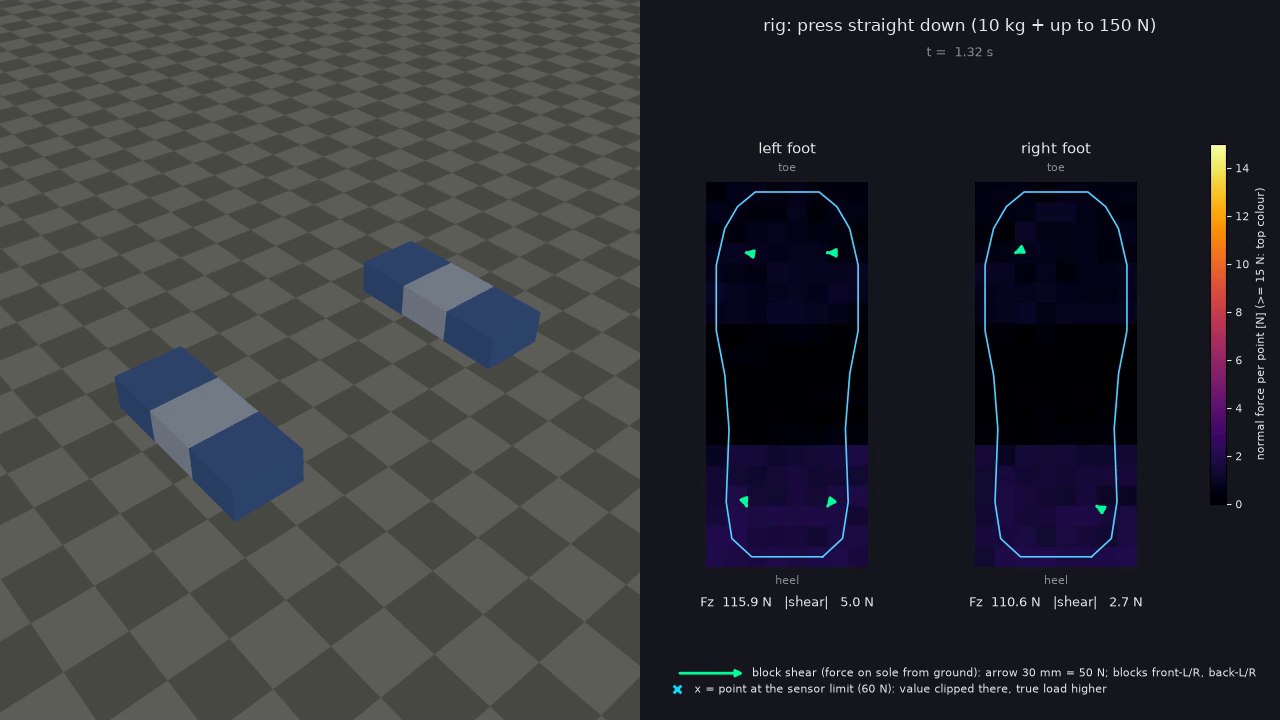 rig: press straight down (10 kg + up to 150 N)
t =  1.32 s
left foot
right foot
toe
toe
14
12
10
8
6
4
2
0
normal force per point [N] (>= 15 N: top colour)
heel
heel
Fz  115.9 N   |shear|   5.0 N
Fz  110.6 N   |shear|   2.7 N
block shear (force on sole from ground): arrow 30 mm = 50 N; blocks front-L/R, back-L/R
x = point at the sensor limit (60 N): value clipped there, true load higher